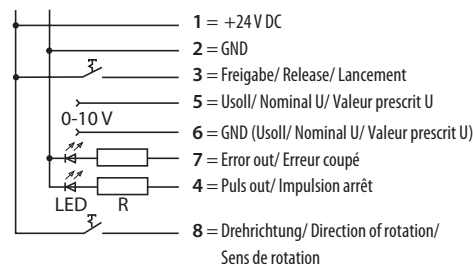 1 = +24 V DC
2 = GND
3 = Freigabe/ Release/ Lancement
5 = Usoll/ Nominal U/ Valeur prescrit U
0-10 V
6 = GND (Usoll/ Nominal U/ Valeur prescrit U)
7 = Error out/ Erreur coupé
4 = Puls out/ Impulsion arrêt
LED R
8 = Drehrichtung/ Direction of rotation/
Sens de rotation